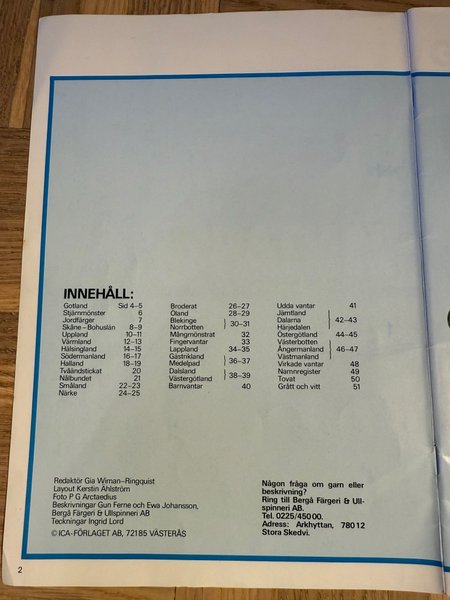 INNEHÅLL:
Gotland Sid 4–5
Stjärnmönster 6
Jordfärger 7
Skåne – Bohuslän 8–9
Uppland 10–11
Värmland 12–13
Hälsingland 14–15
Södermanland 16–17
Halland 18–19
Tvåändstickat 20
Nålbundet 21
Småland 22–23
Närke 24–25
Broderat 26–27
Öland 28–29
Blekinge
Norrbotten } 30–31
Mångmönstrat 32
Fingervantar 33
Lappland 34–35
Gästrikland
Medelpad } 36–37
Dalsland
Västergötland } 38–39
Barnvantar 40
Udda vantar 41
Jämtland
Dalarna } 42–43
Härjedalen
Östergötland 44–45
Västerbotten
Ångermanland } 46–47
Västmanland
Virkade vantar 48
Namnregister 49
Tovat 50
Grått och vitt 51
Redaktör Gia Wiman-Ringquist
Layout Kerstin Ahlström
Foto P G Arctaedius
Beskrivningar Gun Ferne och Ewa Johansson,
Bergå Färgeri & Ullspinneri AB
Teckningar Ingrid Lord
© ICA-FÖRLAGET AB, 72185 VÄSTERÅS
Någon fråga om garn eller
beskrivning?
Ring till Bergå Färgeri & Ull-
spinneri AB.
Tel. 0225/450 00.
Adress: Arkhyttan, 780 12
Stora Skedvi.
2